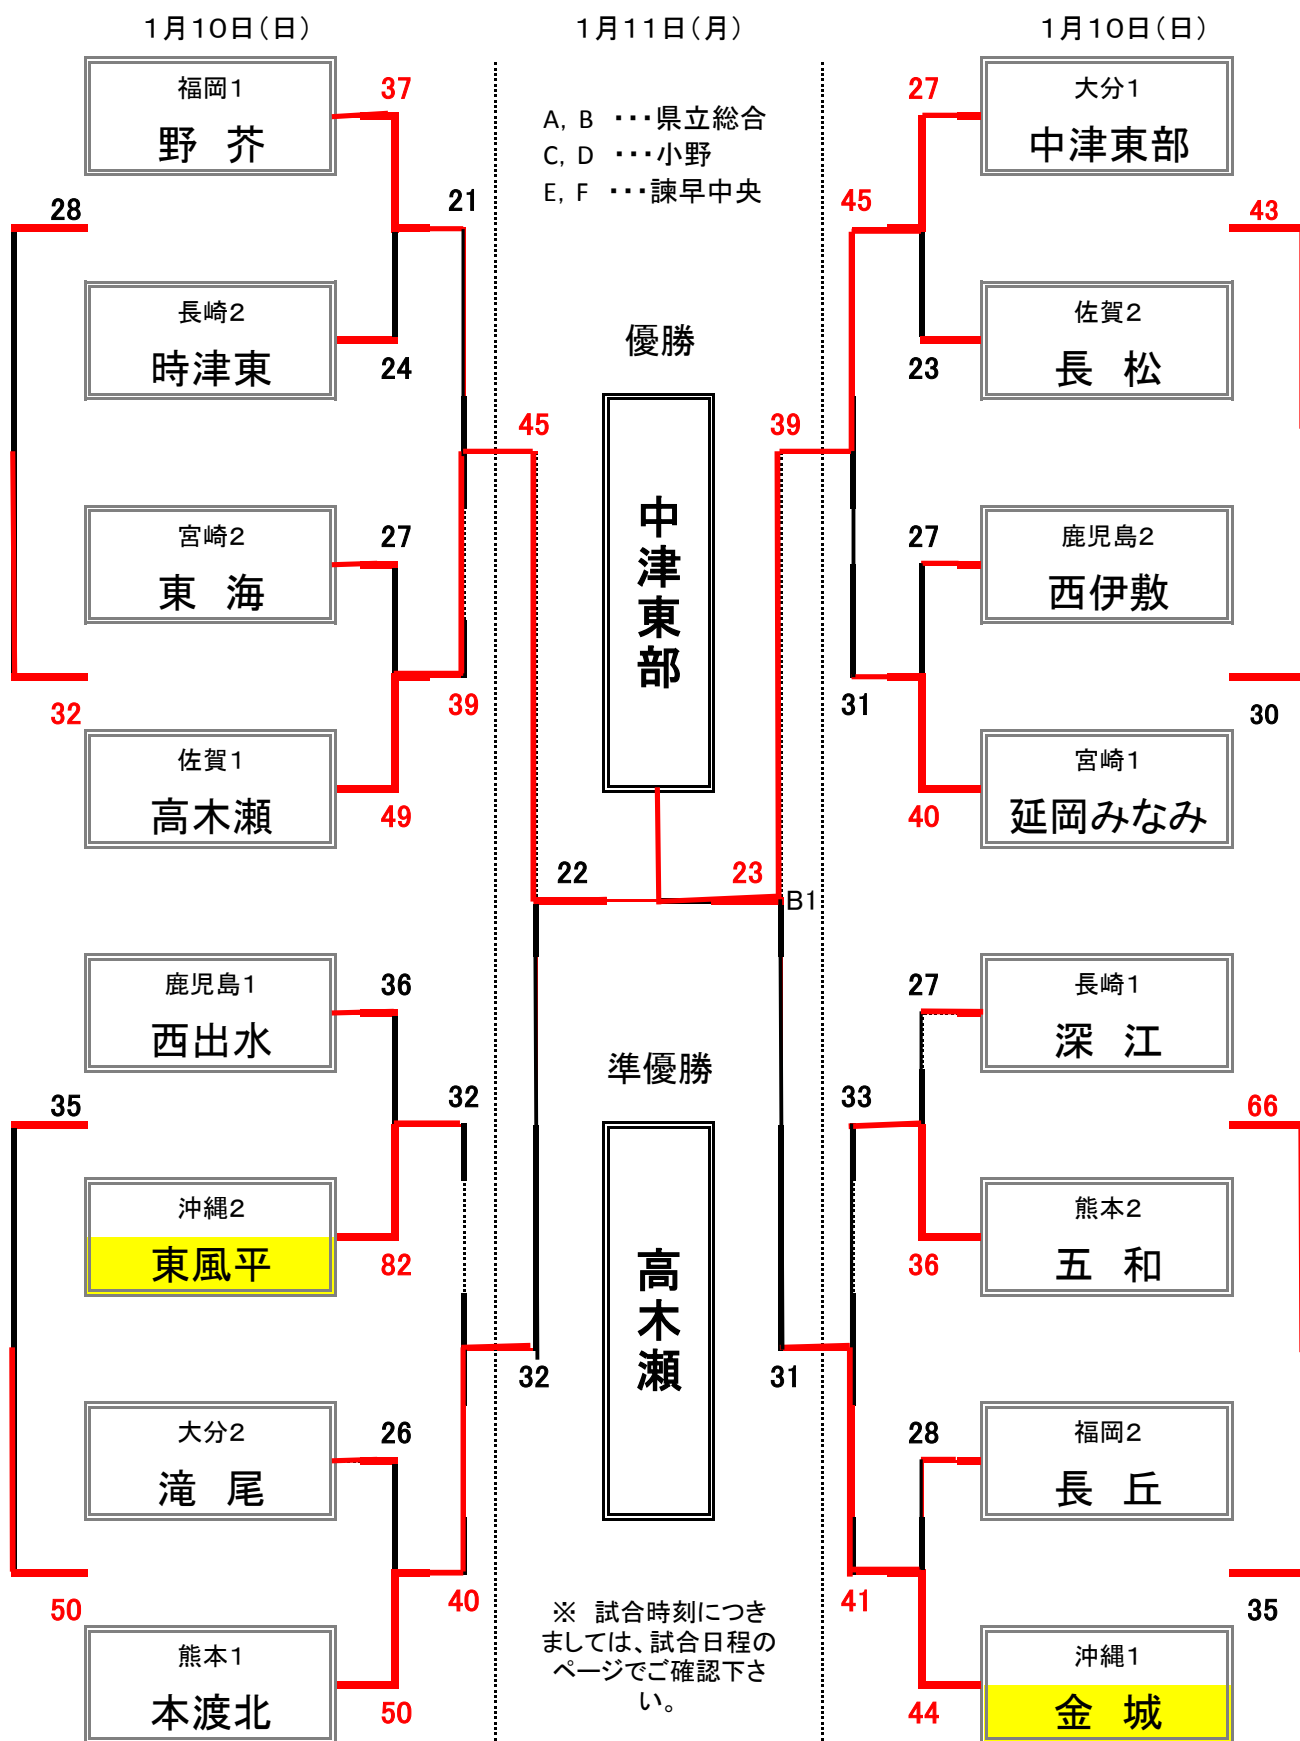 1月10日(日)
1月11日(月)
1月10日(日)
福岡1
野 芥
37
A, B ･･･県立総合
C, D ･･･小野
E, F ･･･諫早中央
27
大分1
中津東部
28
21
45
43
長崎2
時津東
24
優勝
23
佐賀2
長 松
45
39
中津東部
宮崎2
東 海
27
27
鹿児島2
西伊敷
32
39
31
30
佐賀1
高木瀬
49
40
宮崎1
延岡みなみ
22
23
B1
鹿児島1
西出水
36
27
長崎1
深 江
準優勝
35
32
33
66
沖縄2
東風平
82
36
熊本2
五 和
高木瀬
32
31
大分2
滝 尾
26
28
福岡2
長 丘
50
40
41
35
※ 試合時刻につき
ましては、試合日程の
ページでご確認下さ
い。
熊本1
本渡北
50
44
沖縄1
金 城